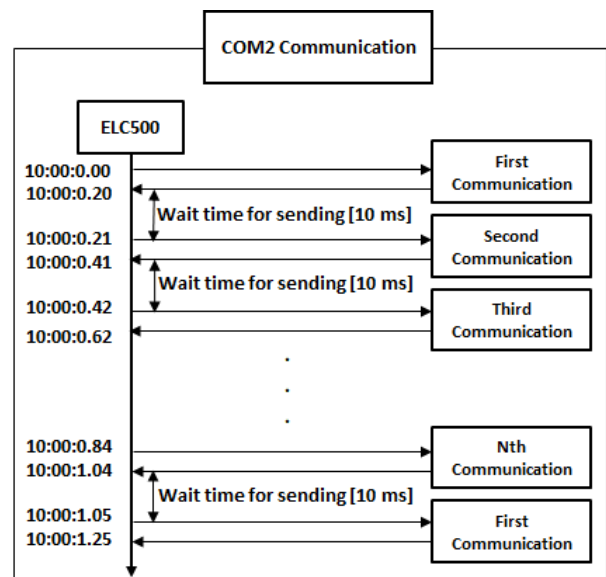 COM2 Communication
ELC500
10:00:0.00
First
Communication
10:00:0.20
Wait time for sending [10 ms]
10:00:0.21
Second
Communication
10:00:0.41
Wait time for sending [10 ms]
10:00:0.42
Third
Communication
10:00:0.62
.
.
.
10:00:0.84
Nth
Communication
10:00:1.04
Wait time for sending [10 ms]
10:00:1.05
First
Communication
10:00:1.25